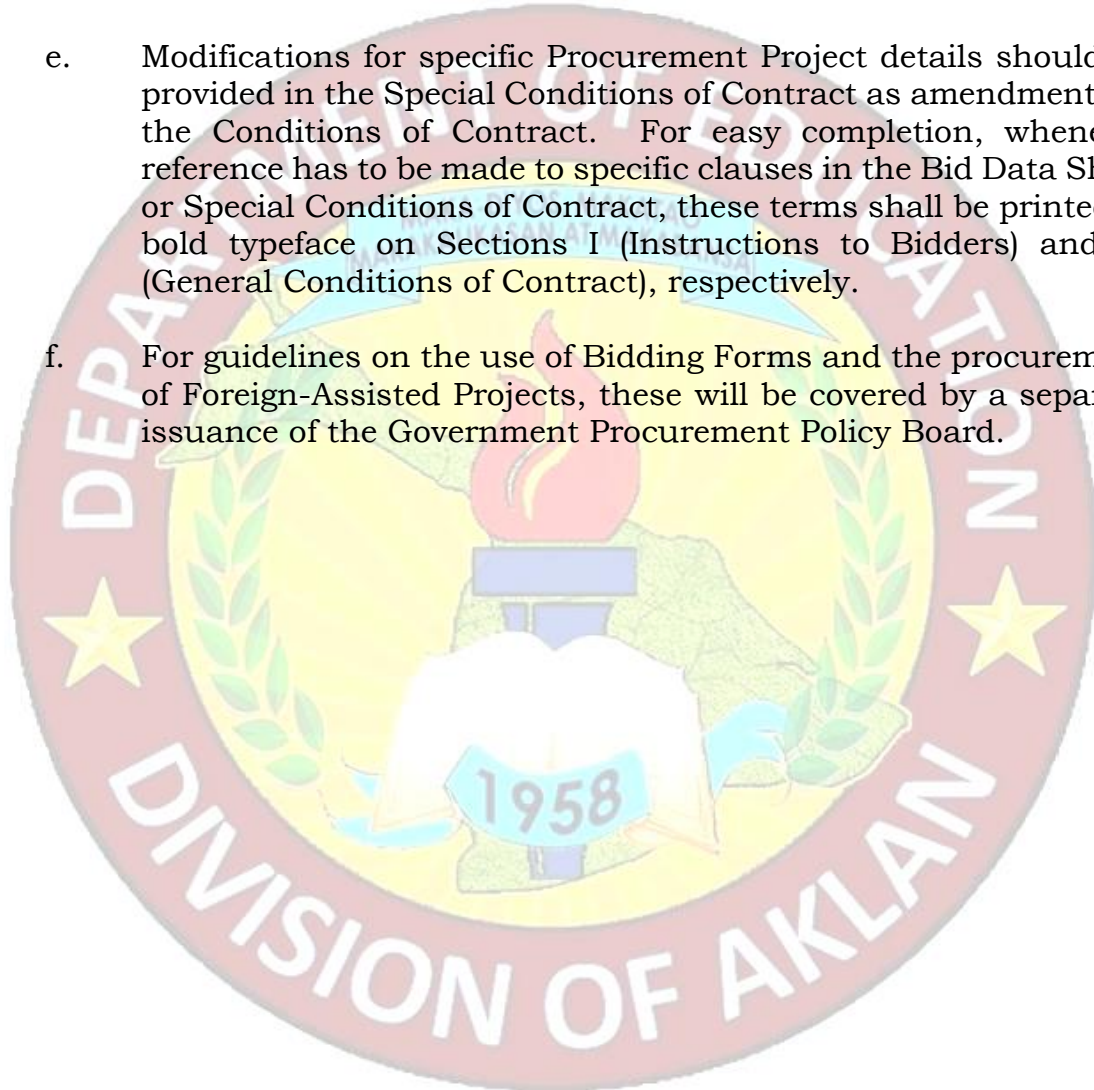 e. Modifications for specific Procurement Project details should
provided in the Special Conditions of Contract as amendment
the Conditions of Contract. For easy completion, whene
reference has to be made to specific clauses in the Bid Data Sh
or Special Conditions of Contract, these terms shall be printe
bold typeface on Sections I (Instructions to Bidders) and
(General Conditions of Contract), respectively.
f. For guidelines on the use of Bidding Forms and the procurem
of Foreign-Assisted Projects, these will be covered by a separ
issuance of the Government Procurement Policy Board.
DEPARTMENT OF EDUCATION
1958
DIVISION OF AKLAN